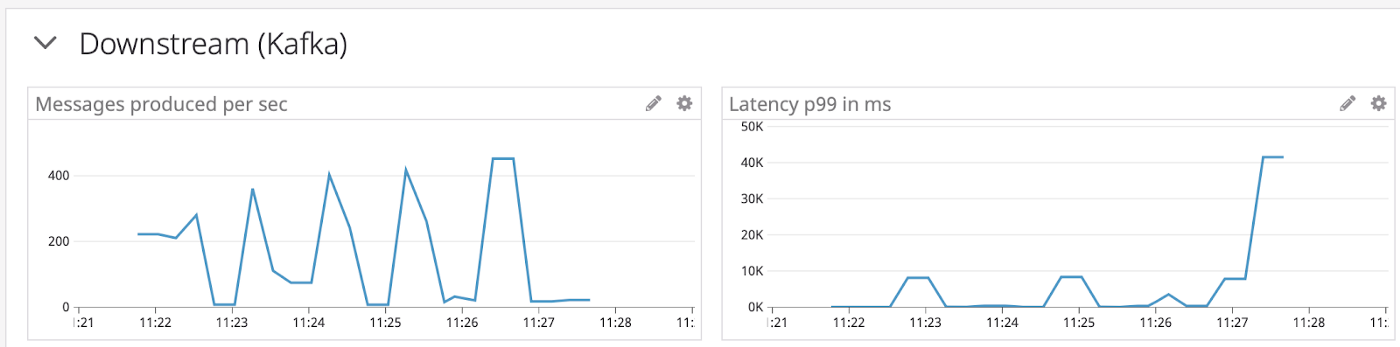 Downstream (Kafka)
Messages produced per sec
400
200
0
:21 11:22 11:23 11:24 11:25 11:26 11:27 11:28 11:
Latency p99 in ms
50K
40K
30K
20K
10K
0K
:21 11:22 11:23 11:24 11:25 11:26 11:27 11:28 11: